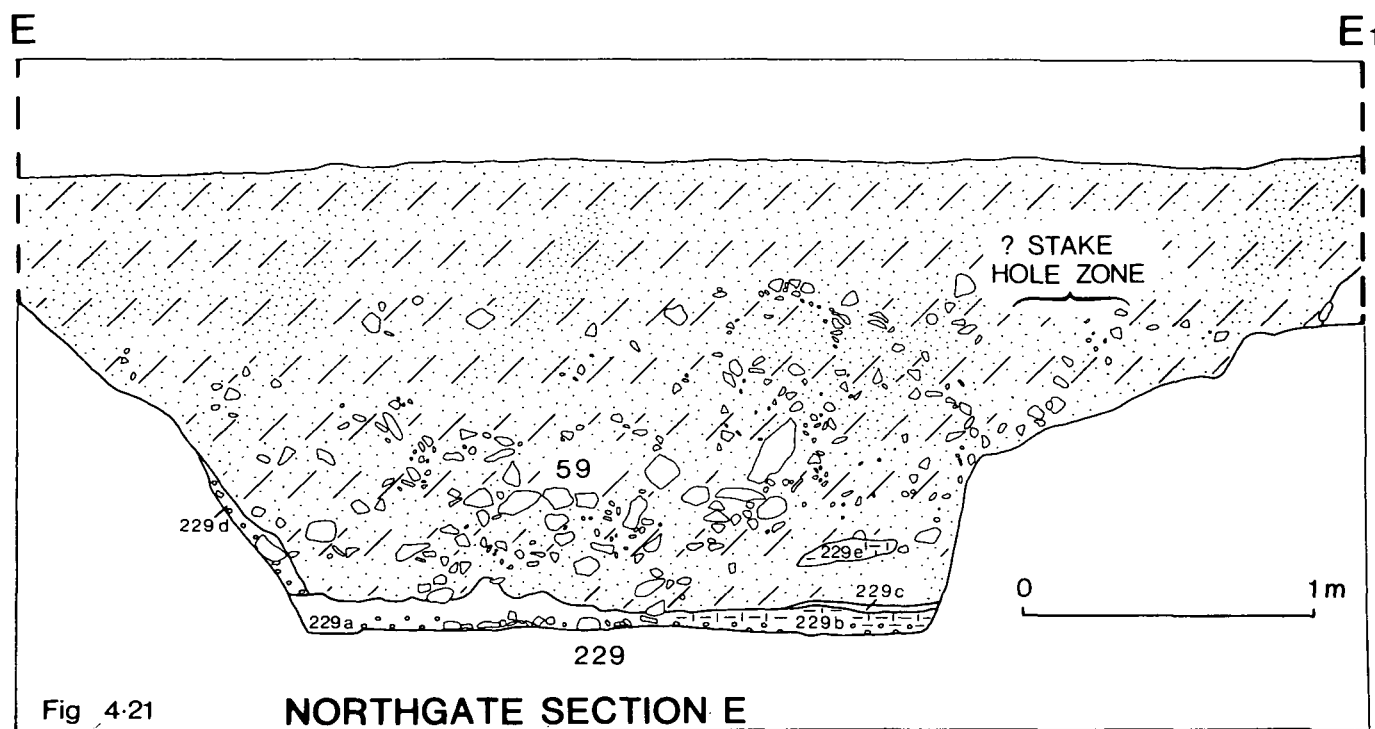 E E1
? STAKE
HOLE ZONE
59
229d
229e
229c
0 1m
229a
229b
229
Fig 4·21 NORTHGATE SECTION E